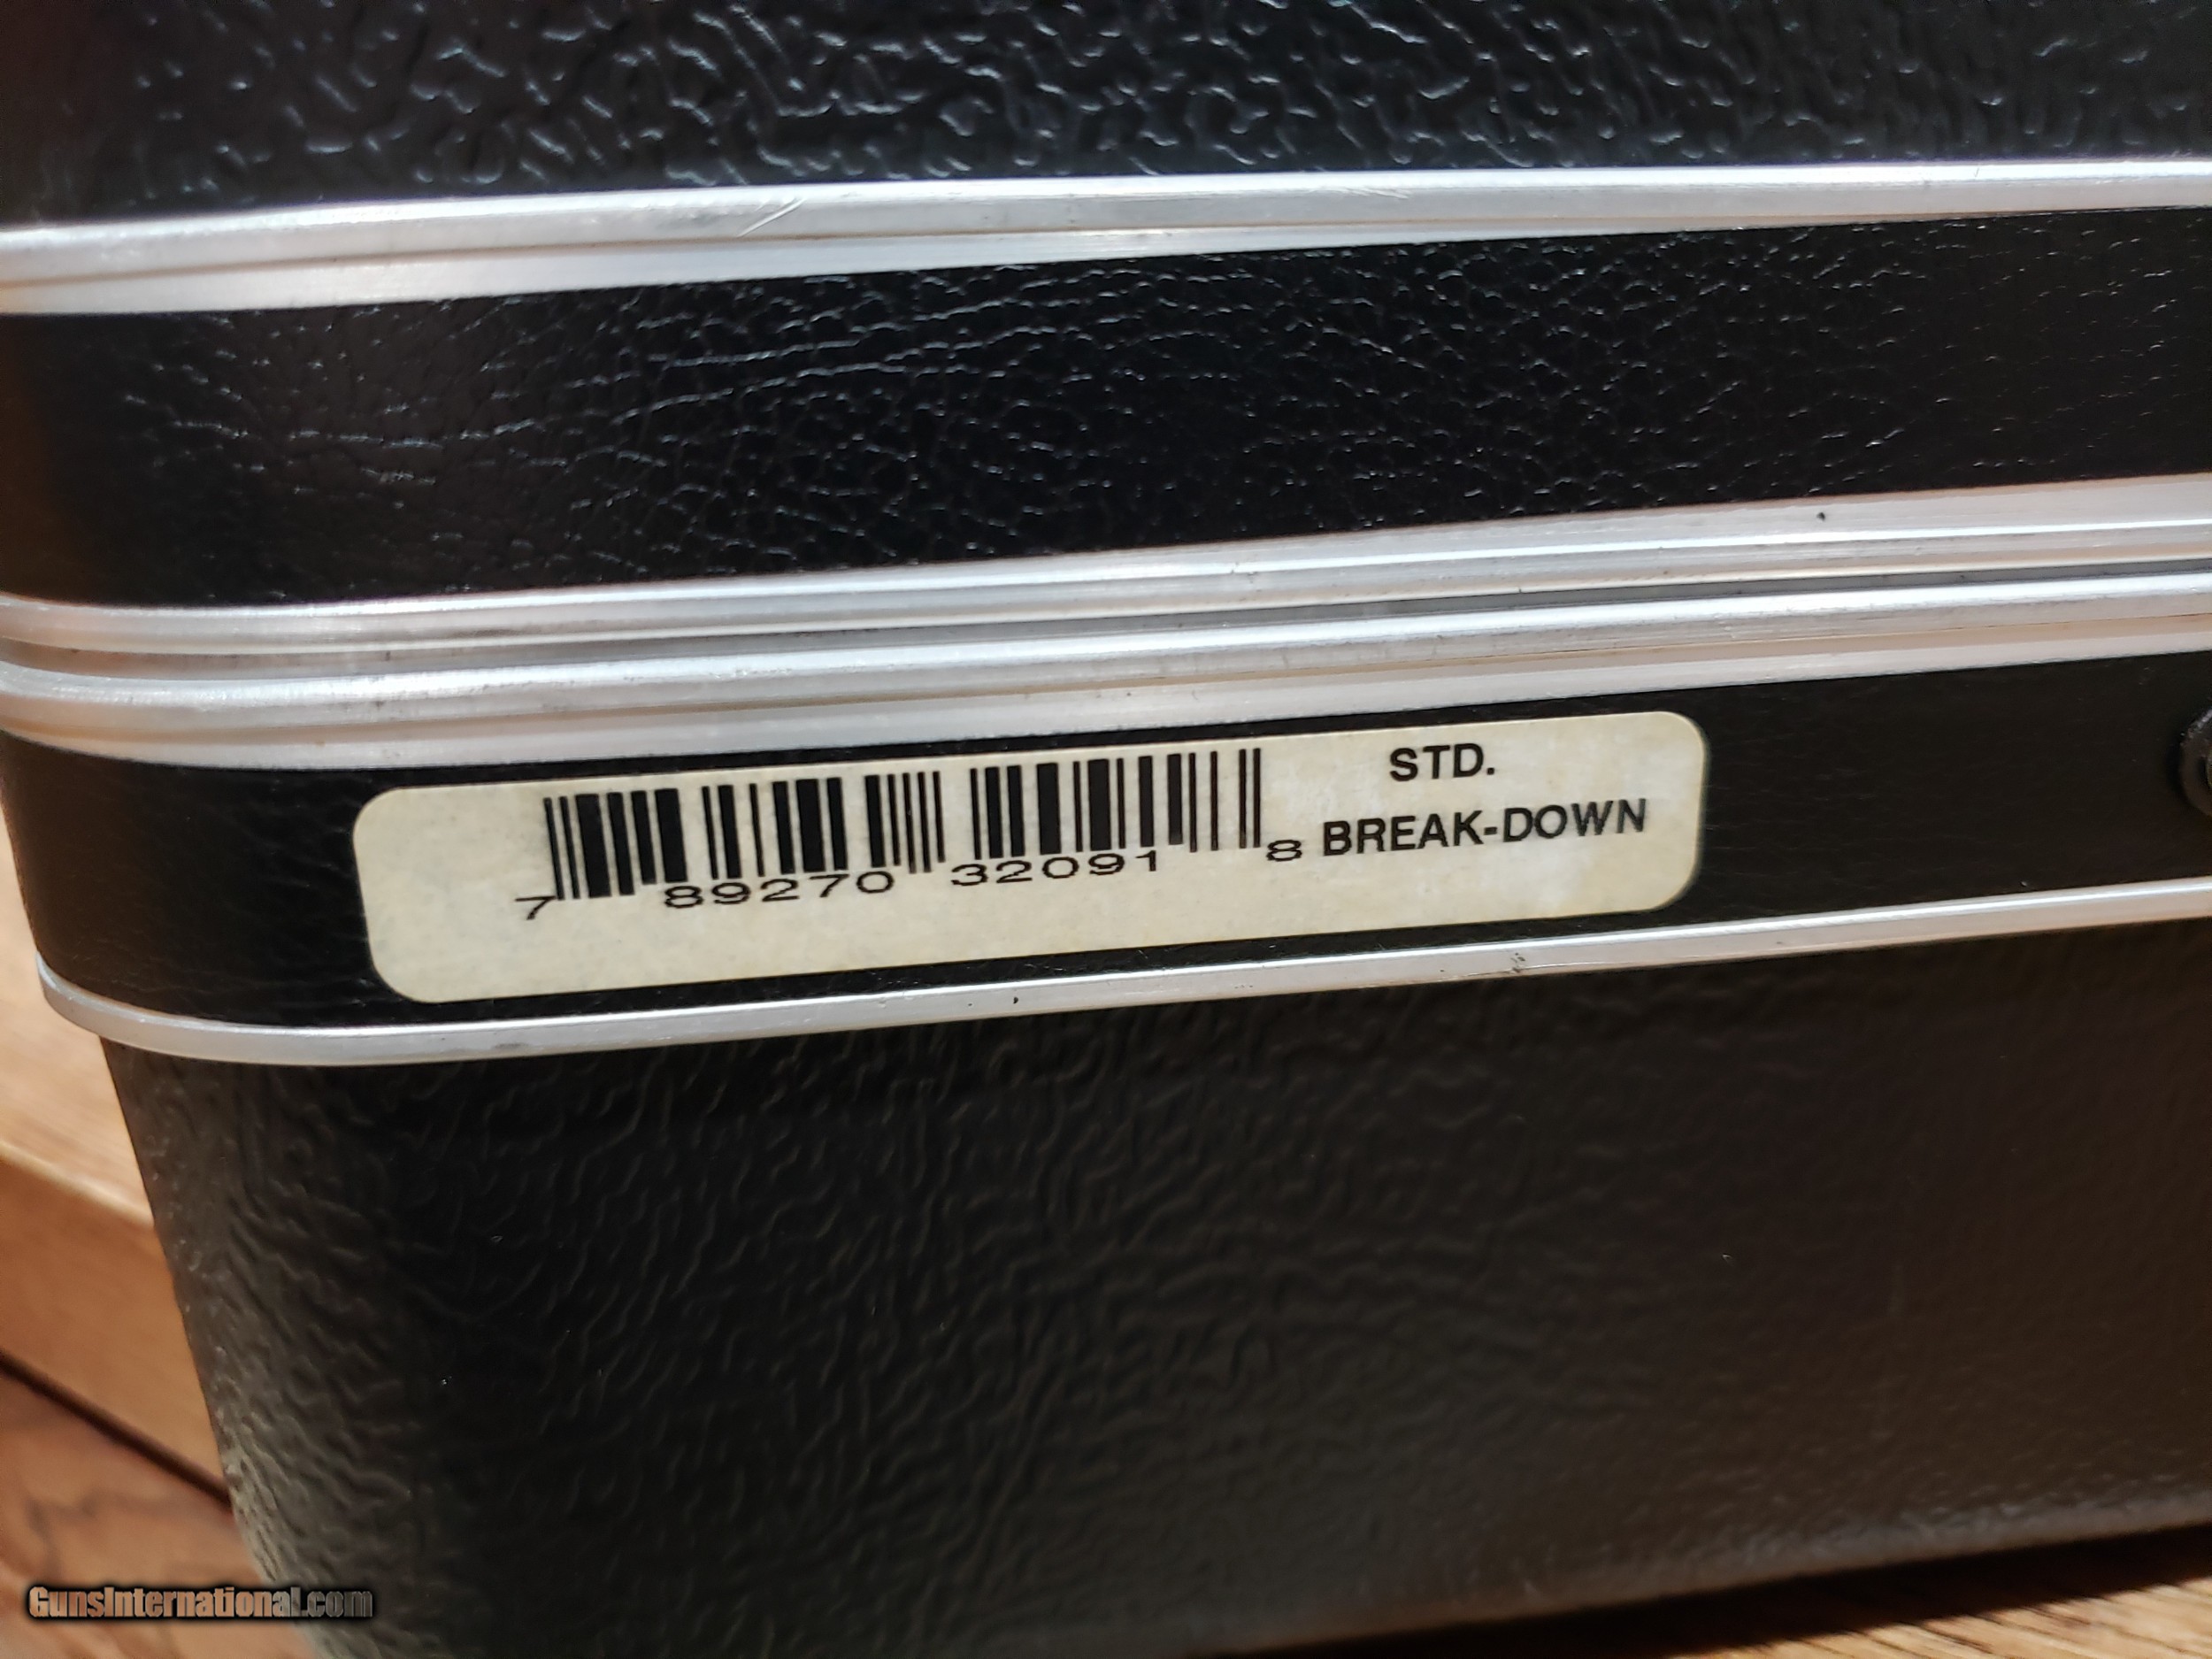 STD.
BREAK-DOWN
7 89270 32091 8
GunsInternational.com